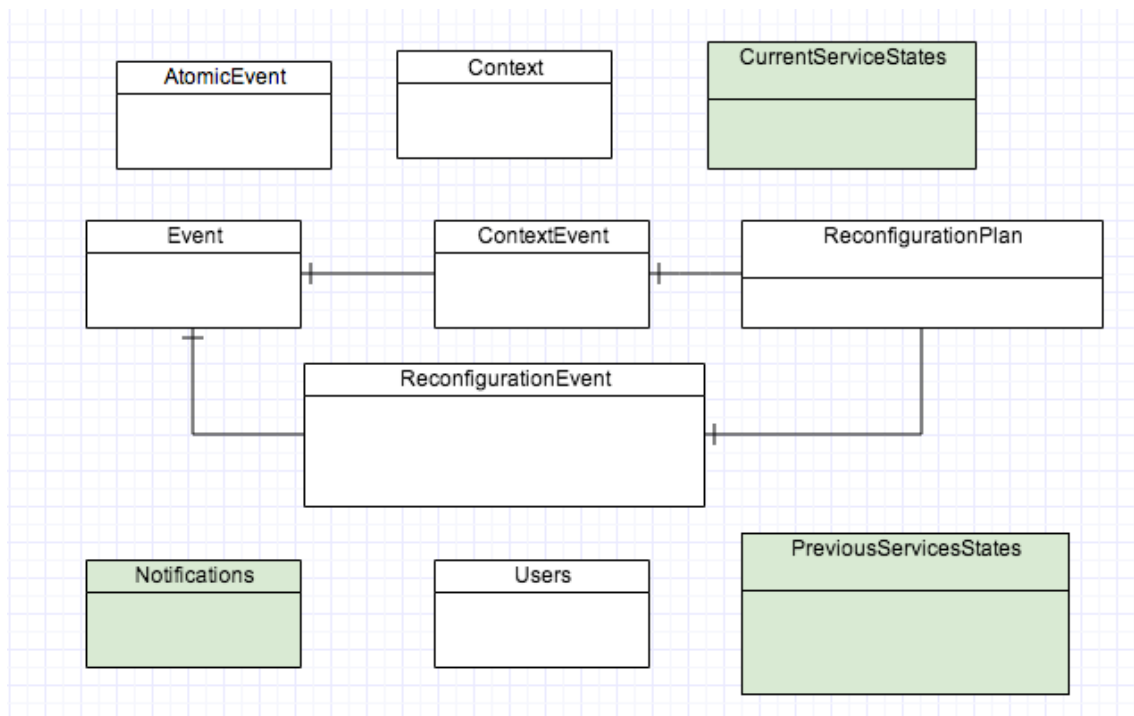 AtomicEvent
Context
CurrentServiceStates
Event
ContextEvent
ReconfigurationPlan
ReconfigurationEvent
Notifications
Users
PreviousServicesStates